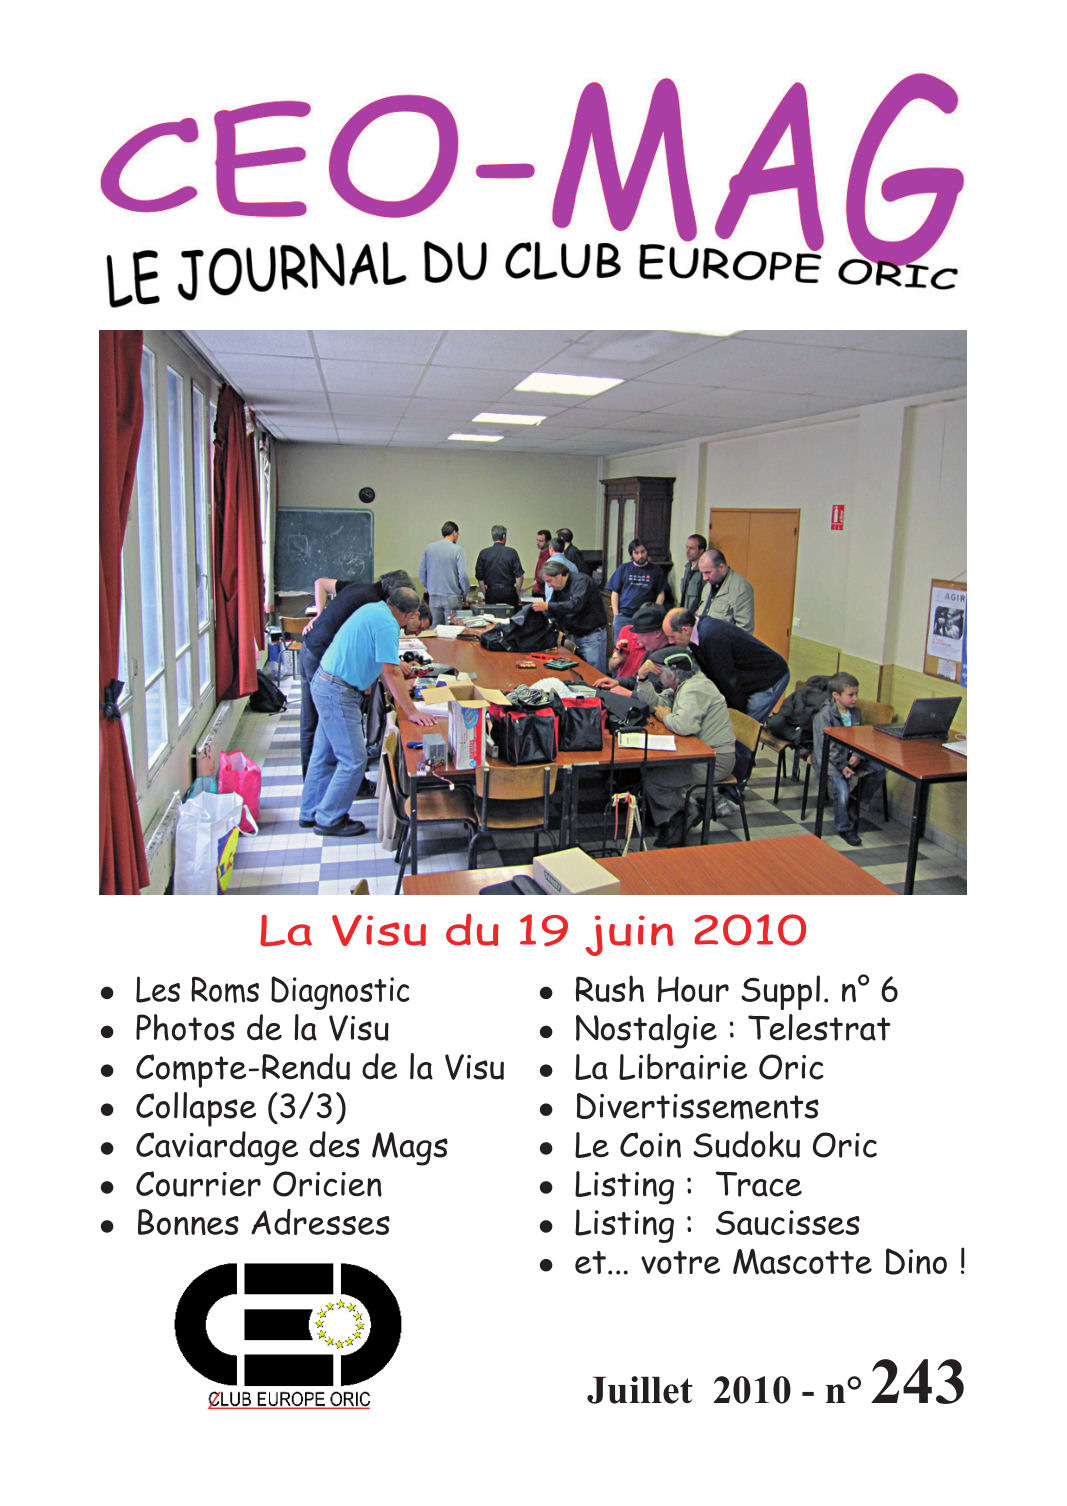 CEO-MAG
LE JOURNAL DU CLUB EUROPE ORIC
AGIR
La Visu du 19 juin 2010
• Les Roms Diagnostic
• Photos de la Visu
• Compte-Rendu de la Visu
• Collapse (3/3)
• Caviardage des Mags
• Courrier Oricien
• Bonnes Adresses
• Rush Hour Suppl. n° 6
• Nostalgie : Telestrat
• La Librairie Oric
• Divertissements
• Le Coin Sudoku Oric
• Listing : Trace
• Listing : Saucisses
• et... votre Mascotte Dino !
CEO
CLUB EUROPE ORIC
Juillet 2010 - n° 243